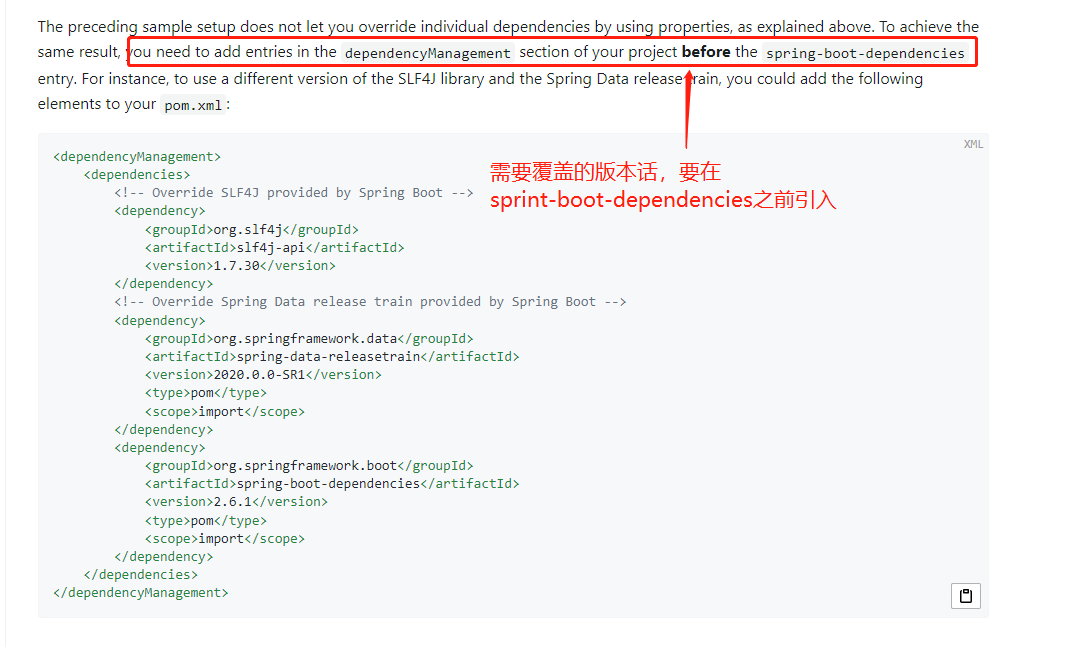 The preceding sample setup does not let you override individual dependencies by using properties, as explained above. To achieve the
same result, you need to add entries in the dependencyManagement section of your project before the spring-boot-dependencies
entry. For instance, to use a different version of the SLF4J library and the Spring Data release train, you could add the following
elements to your pom.xml:
XML
<dependencyManagement>
    <dependencies>
        <!-- Override SLF4J provided by Spring Boot -->
        <dependency>
            <groupId>org.slf4j</groupId>
            <artifactId>slf4j-api</artifactId>
            <version>1.7.30</version>
        </dependency>
        <!-- Override Spring Data release train provided by Spring Boot -->
        <dependency>
            <groupId>org.springframework.data</groupId>
            <artifactId>spring-data-releasetrain</artifactId>
            <version>2020.0.0-SR1</version>
            <type>pom</type>
            <scope>import</scope>
        </dependency>
        <dependency>
            <groupId>org.springframework.boot</groupId>
            <artifactId>spring-boot-dependencies</artifactId>
            <version>2.6.1</version>
            <type>pom</type>
            <scope>import</scope>
        </dependency>
    </dependencies>
</dependencyManagement>
需要覆盖的版本话，要在
sprint-boot-dependencies之前引入